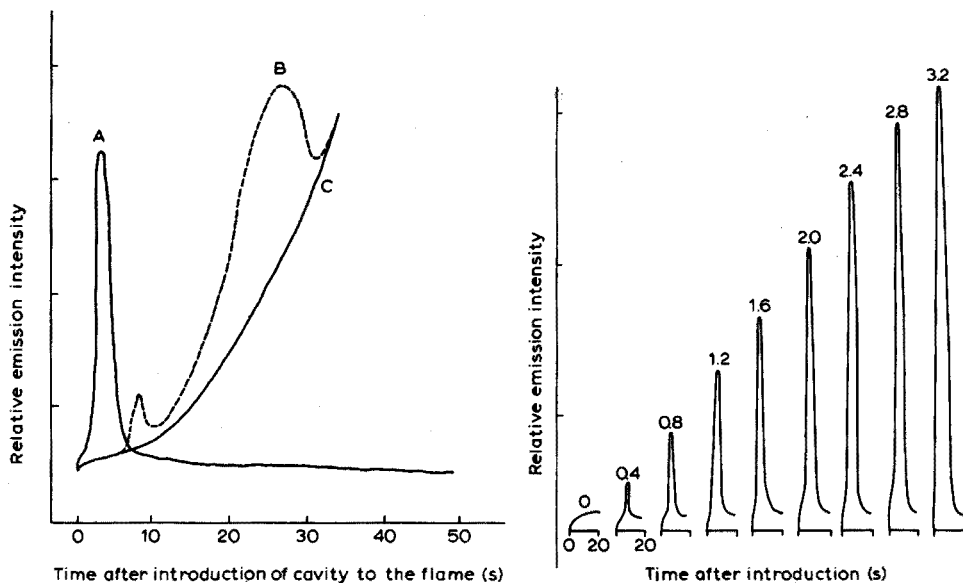 Relative emission intensity
A
B
C
0 10 20 30 40 50
Time after introduction of cavity to the flame (s)
Relative emission intensity
0
0.4
0.8
1.2
1.6
2.0
2.4
2.8
3.2
0 20 20
Time after introduction (s)